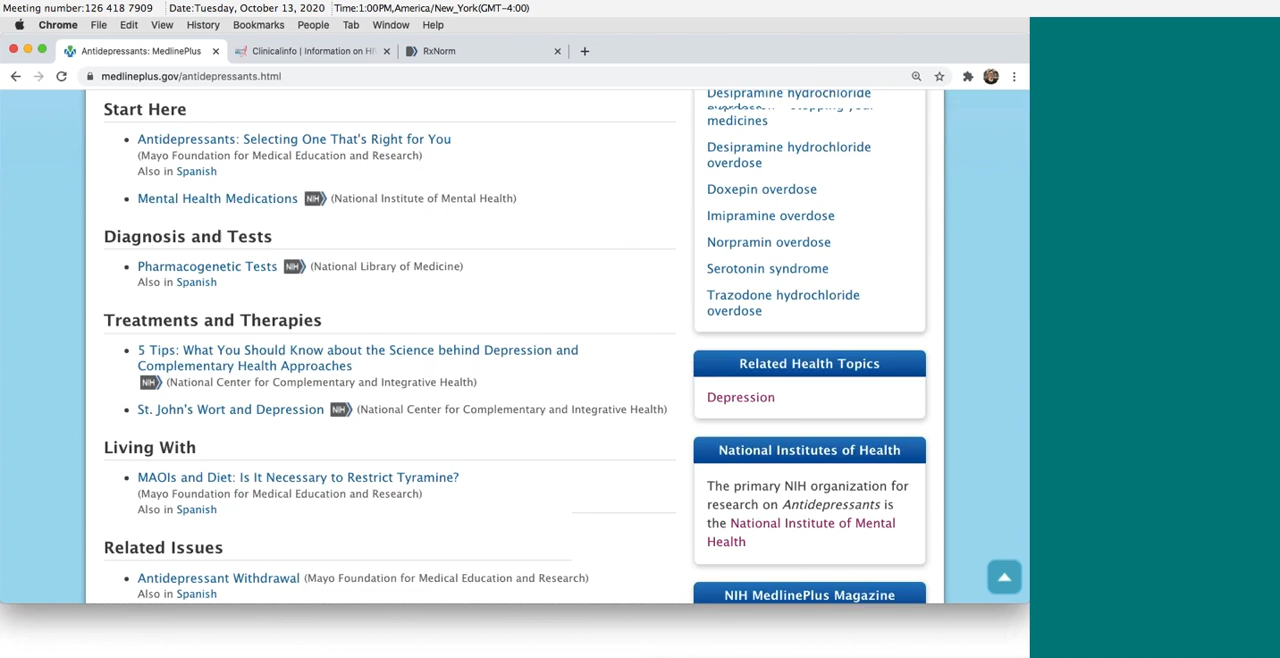 Meeting number:126 418 7909 Date:Tuesday, October 13, 2020 Time:1:00PM,America/New_York(GMT-4:00)
Chrome File Edit View History Bookmarks People Tab Window Help
Antidepressants: MedlinePlus Clinicalinfo | Information on HI RxNorm
medlineplus.gov/antidepressants.html
Start Here
Antidepressants: Selecting One That's Right for You
(Mayo Foundation for Medical Education and Research)
Also in Spanish
Mental Health Medications NIH (National Institute of Mental Health)
Diagnosis and Tests
Pharmacogenetic Tests NIH (National Library of Medicine)
Also in Spanish
Treatments and Therapies
5 Tips: What You Should Know about the Science behind Depression and
Complementary Health Approaches
NIH (National Center for Complementary and Integrative Health)
St. John's Wort and Depression NIH (National Center for Complementary and Integrative Health)
Living With
MAOIs and Diet: Is It Necessary to Restrict Tyramine?
(Mayo Foundation for Medical Education and Research)
Also in Spanish
Related Issues
Antidepressant Withdrawal (Mayo Foundation for Medical Education and Research)
Also in Spanish
Desipramine hydrochloride
medicines
Desipramine hydrochloride
overdose
Doxepin overdose
Imipramine overdose
Norpramin overdose
Serotonin syndrome
Trazodone hydrochloride
overdose
Related Health Topics
Depression
National Institutes of Health
The primary NIH organization for
research on Antidepressants is
the National Institute of Mental
Health
NIH MedlinePlus Magazine